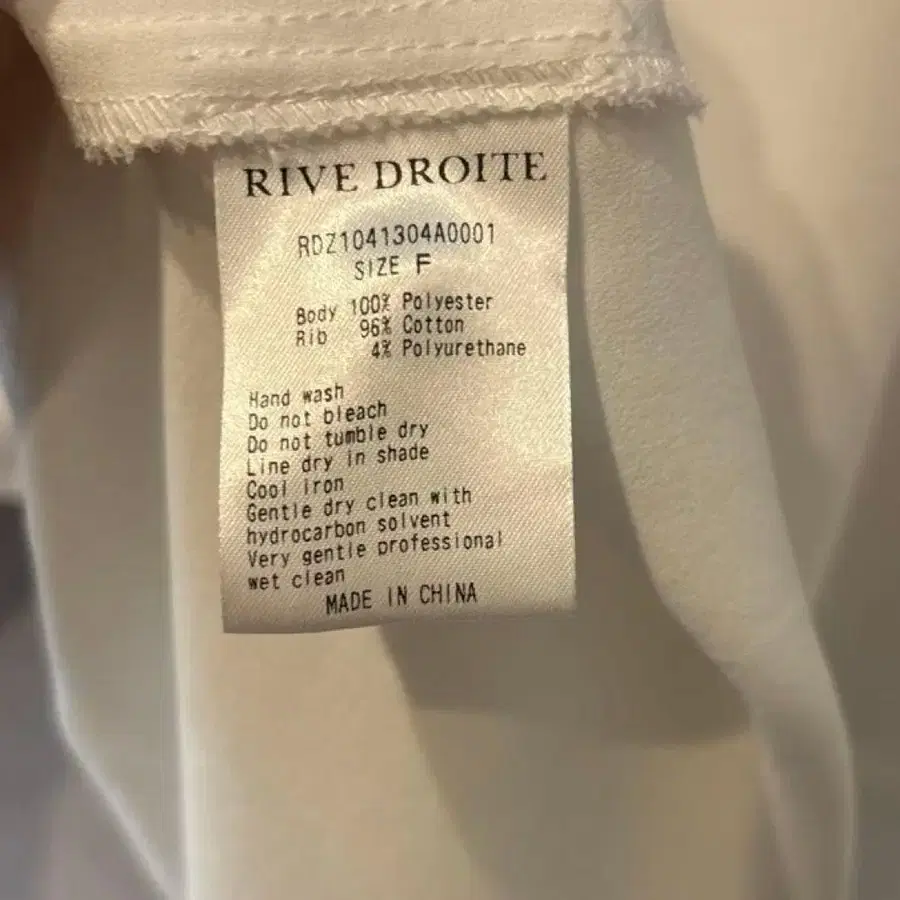 RIVE DROITE
RDZ1041304A0001
SIZE F
Body 100% Polyester
Rib 96% Cotton
4% Polyurethane
Hand wash
Do not bleach
Do not tumble dry
Line dry in shade
Cool iron
Gentle dry clean with
hydrocarbon solvent
Very gentle professional
wet clean
MADE IN CHINA